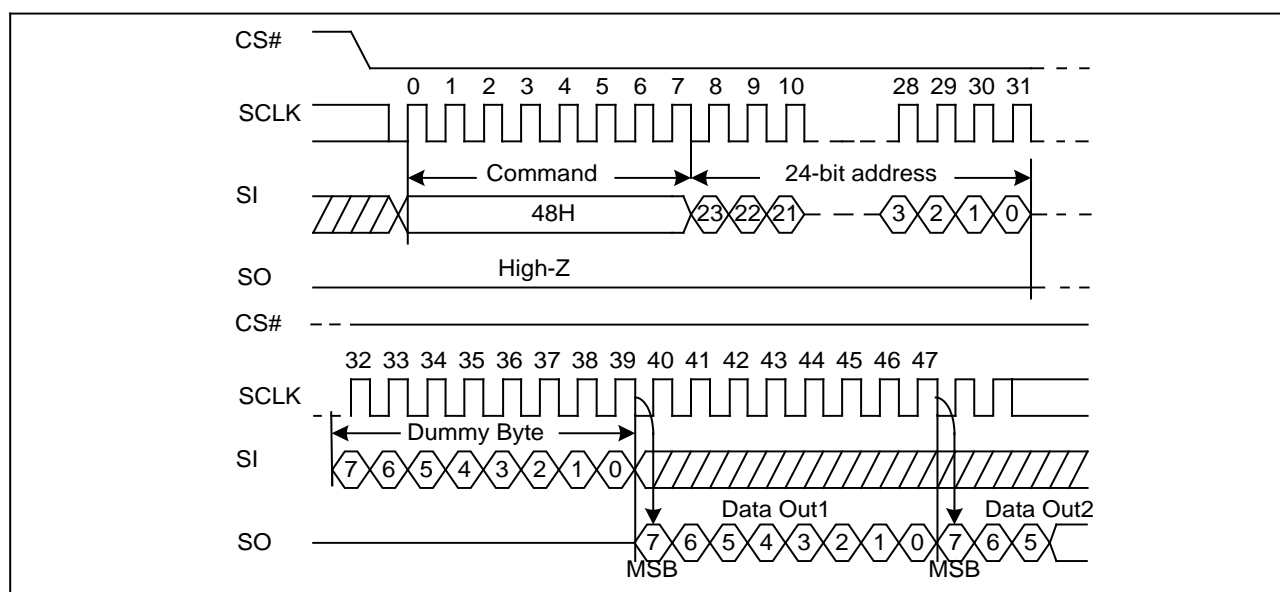 CS#
0 1 2 3 4 5 6 7 8 9 10 28 29 30 31
SCLK
Command 24-bit address
SI
48H 23 22 21 3 2 1 0
High-Z
SO
CS#
32 33 34 35 36 37 38 39 40 41 42 43 44 45 46 47
SCLK
Dummy Byte
SI
7 6 5 4 3 2 1 0
Data Out1 Data Out2
SO
7 6 5 4 3 2 1 0 7 6 5
MSB MSB